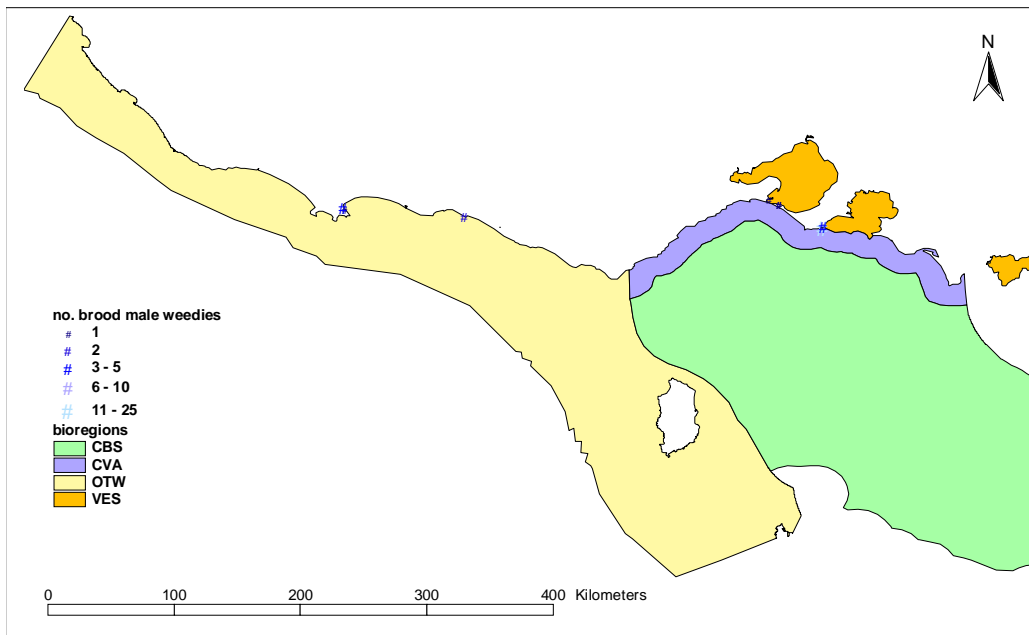 N
no. brood male weedies
# 1
# 2
# 3 - 5
# 6 - 10
# 11 - 25
bioregions
CBS
CVA
OTW
VES
0 100 200 300 400 Kilometers